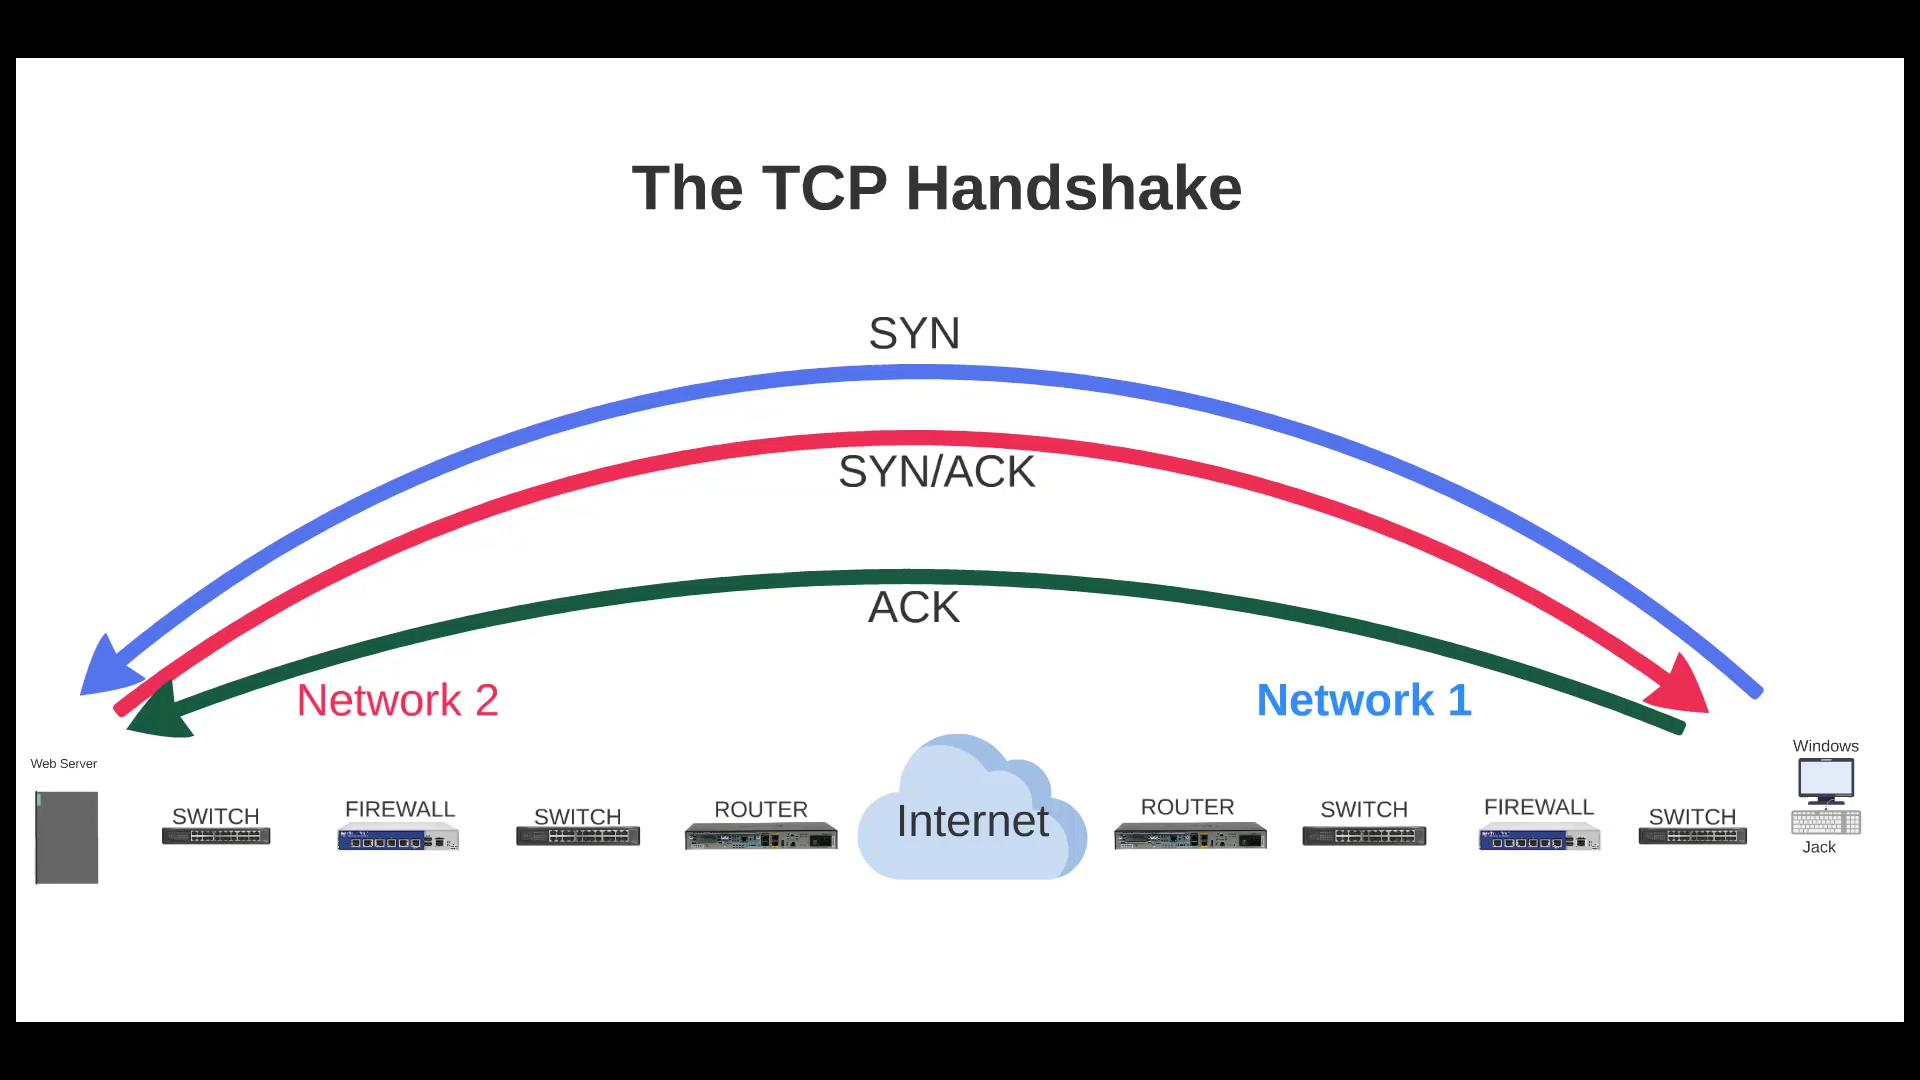 The TCP Handshake
SYN
SYN/ACK
ACK
Network 2
Network 1
Web Server
SWITCH
FIREWALL
SWITCH
ROUTER
Internet
ROUTER
SWITCH
FIREWALL
SWITCH
Windows
Jack